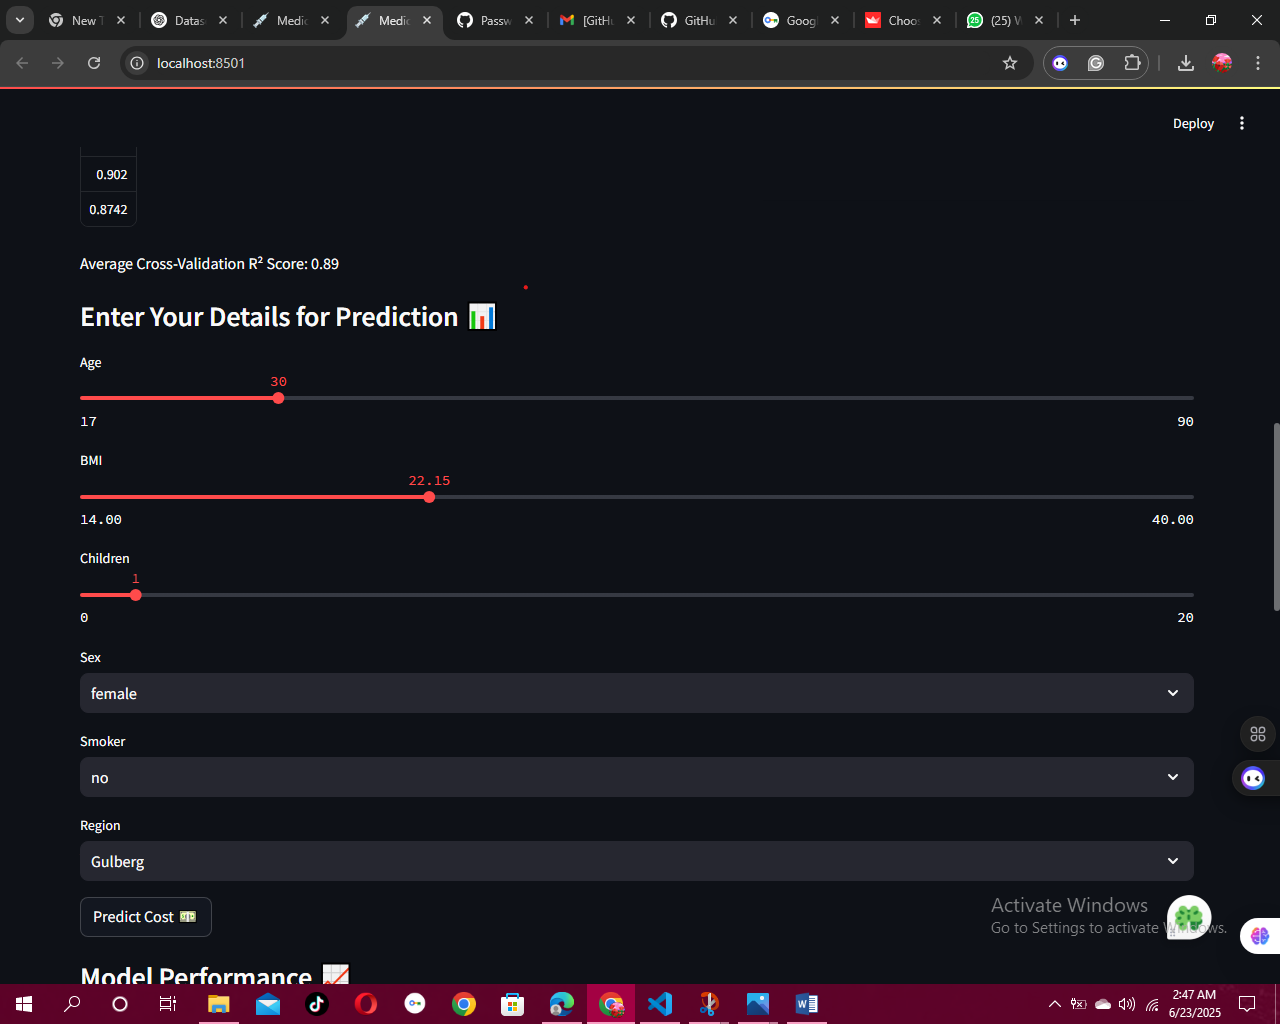 New T
Datas
Medic
Medic
Passw
[GitHu
GitHu
Googl
Choos
(25) W
localhost:8501
Deploy
0.902
0.8742
Average Cross-Validation R² Score: 0.89
Enter Your Details for Prediction
Age
30
17 90
BMI
22.15
14.00 40.00
Children
1
0 20
Sex
female
Smoker
no
Region
Gulberg
Predict Cost
Activate Windows
Go to Settings to activate Windows.
Model Performance
2:47 AM
6/23/2025